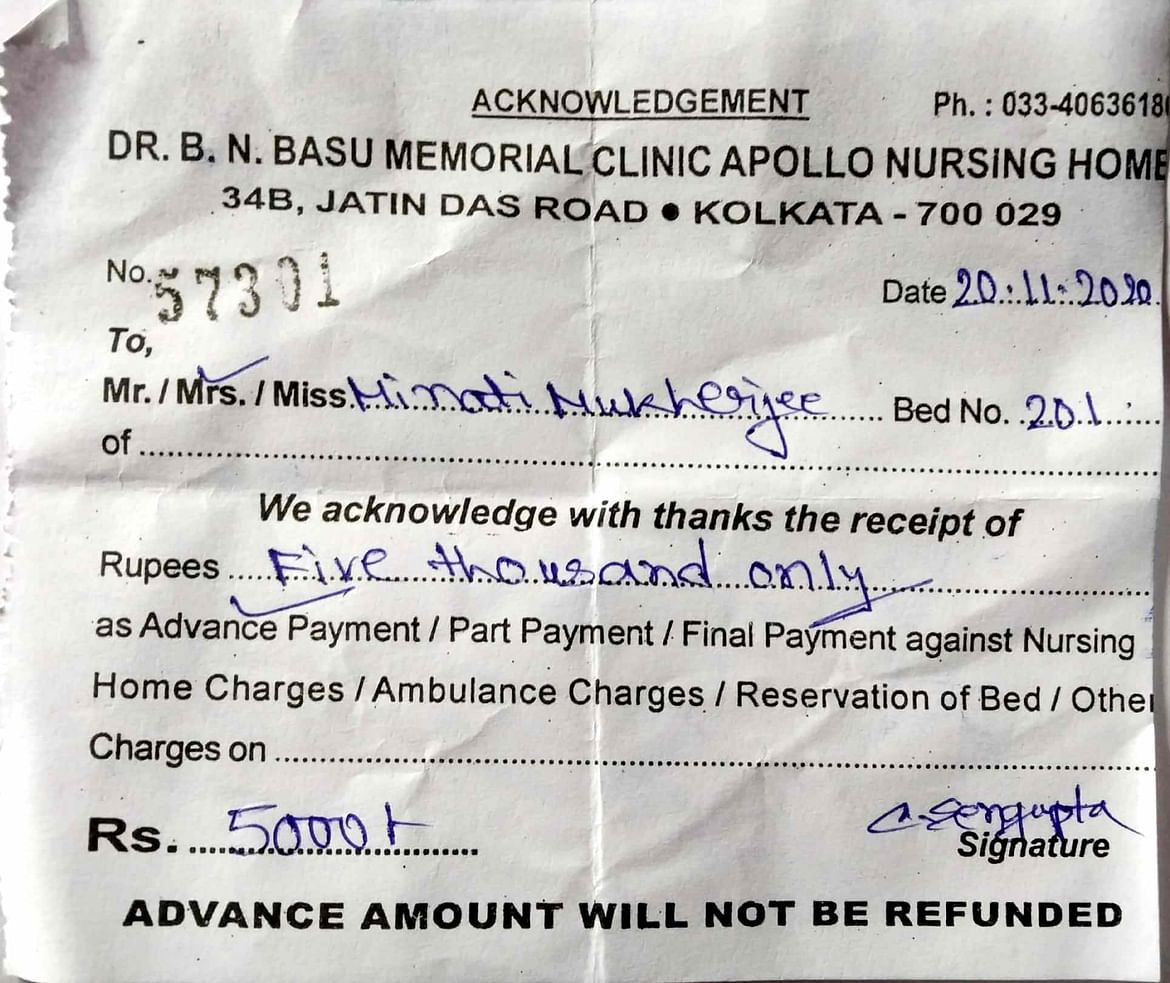 ACKNOWLEDGEMENT Ph. : 033-4063618
DR. B. N. BASU MEMORIAL CLINIC APOLLO NURSING HOME
34B, JATIN DAS ROAD ● KOLKATA - 700 029
No. 57301 Date 20.11.2020
To,
Mr. / Mrs. / Miss Minati Mukherjee Bed No. 201
of
We acknowledge with thanks the receipt of
Rupees Five thousand only
as Advance Payment / Part Payment / Final Payment against Nursing
Home Charges / Ambulance Charges / Reservation of Bed / Other
Charges on
Rs. 5000/- C. Sengupta
Signature
ADVANCE AMOUNT WILL NOT BE REFUNDED